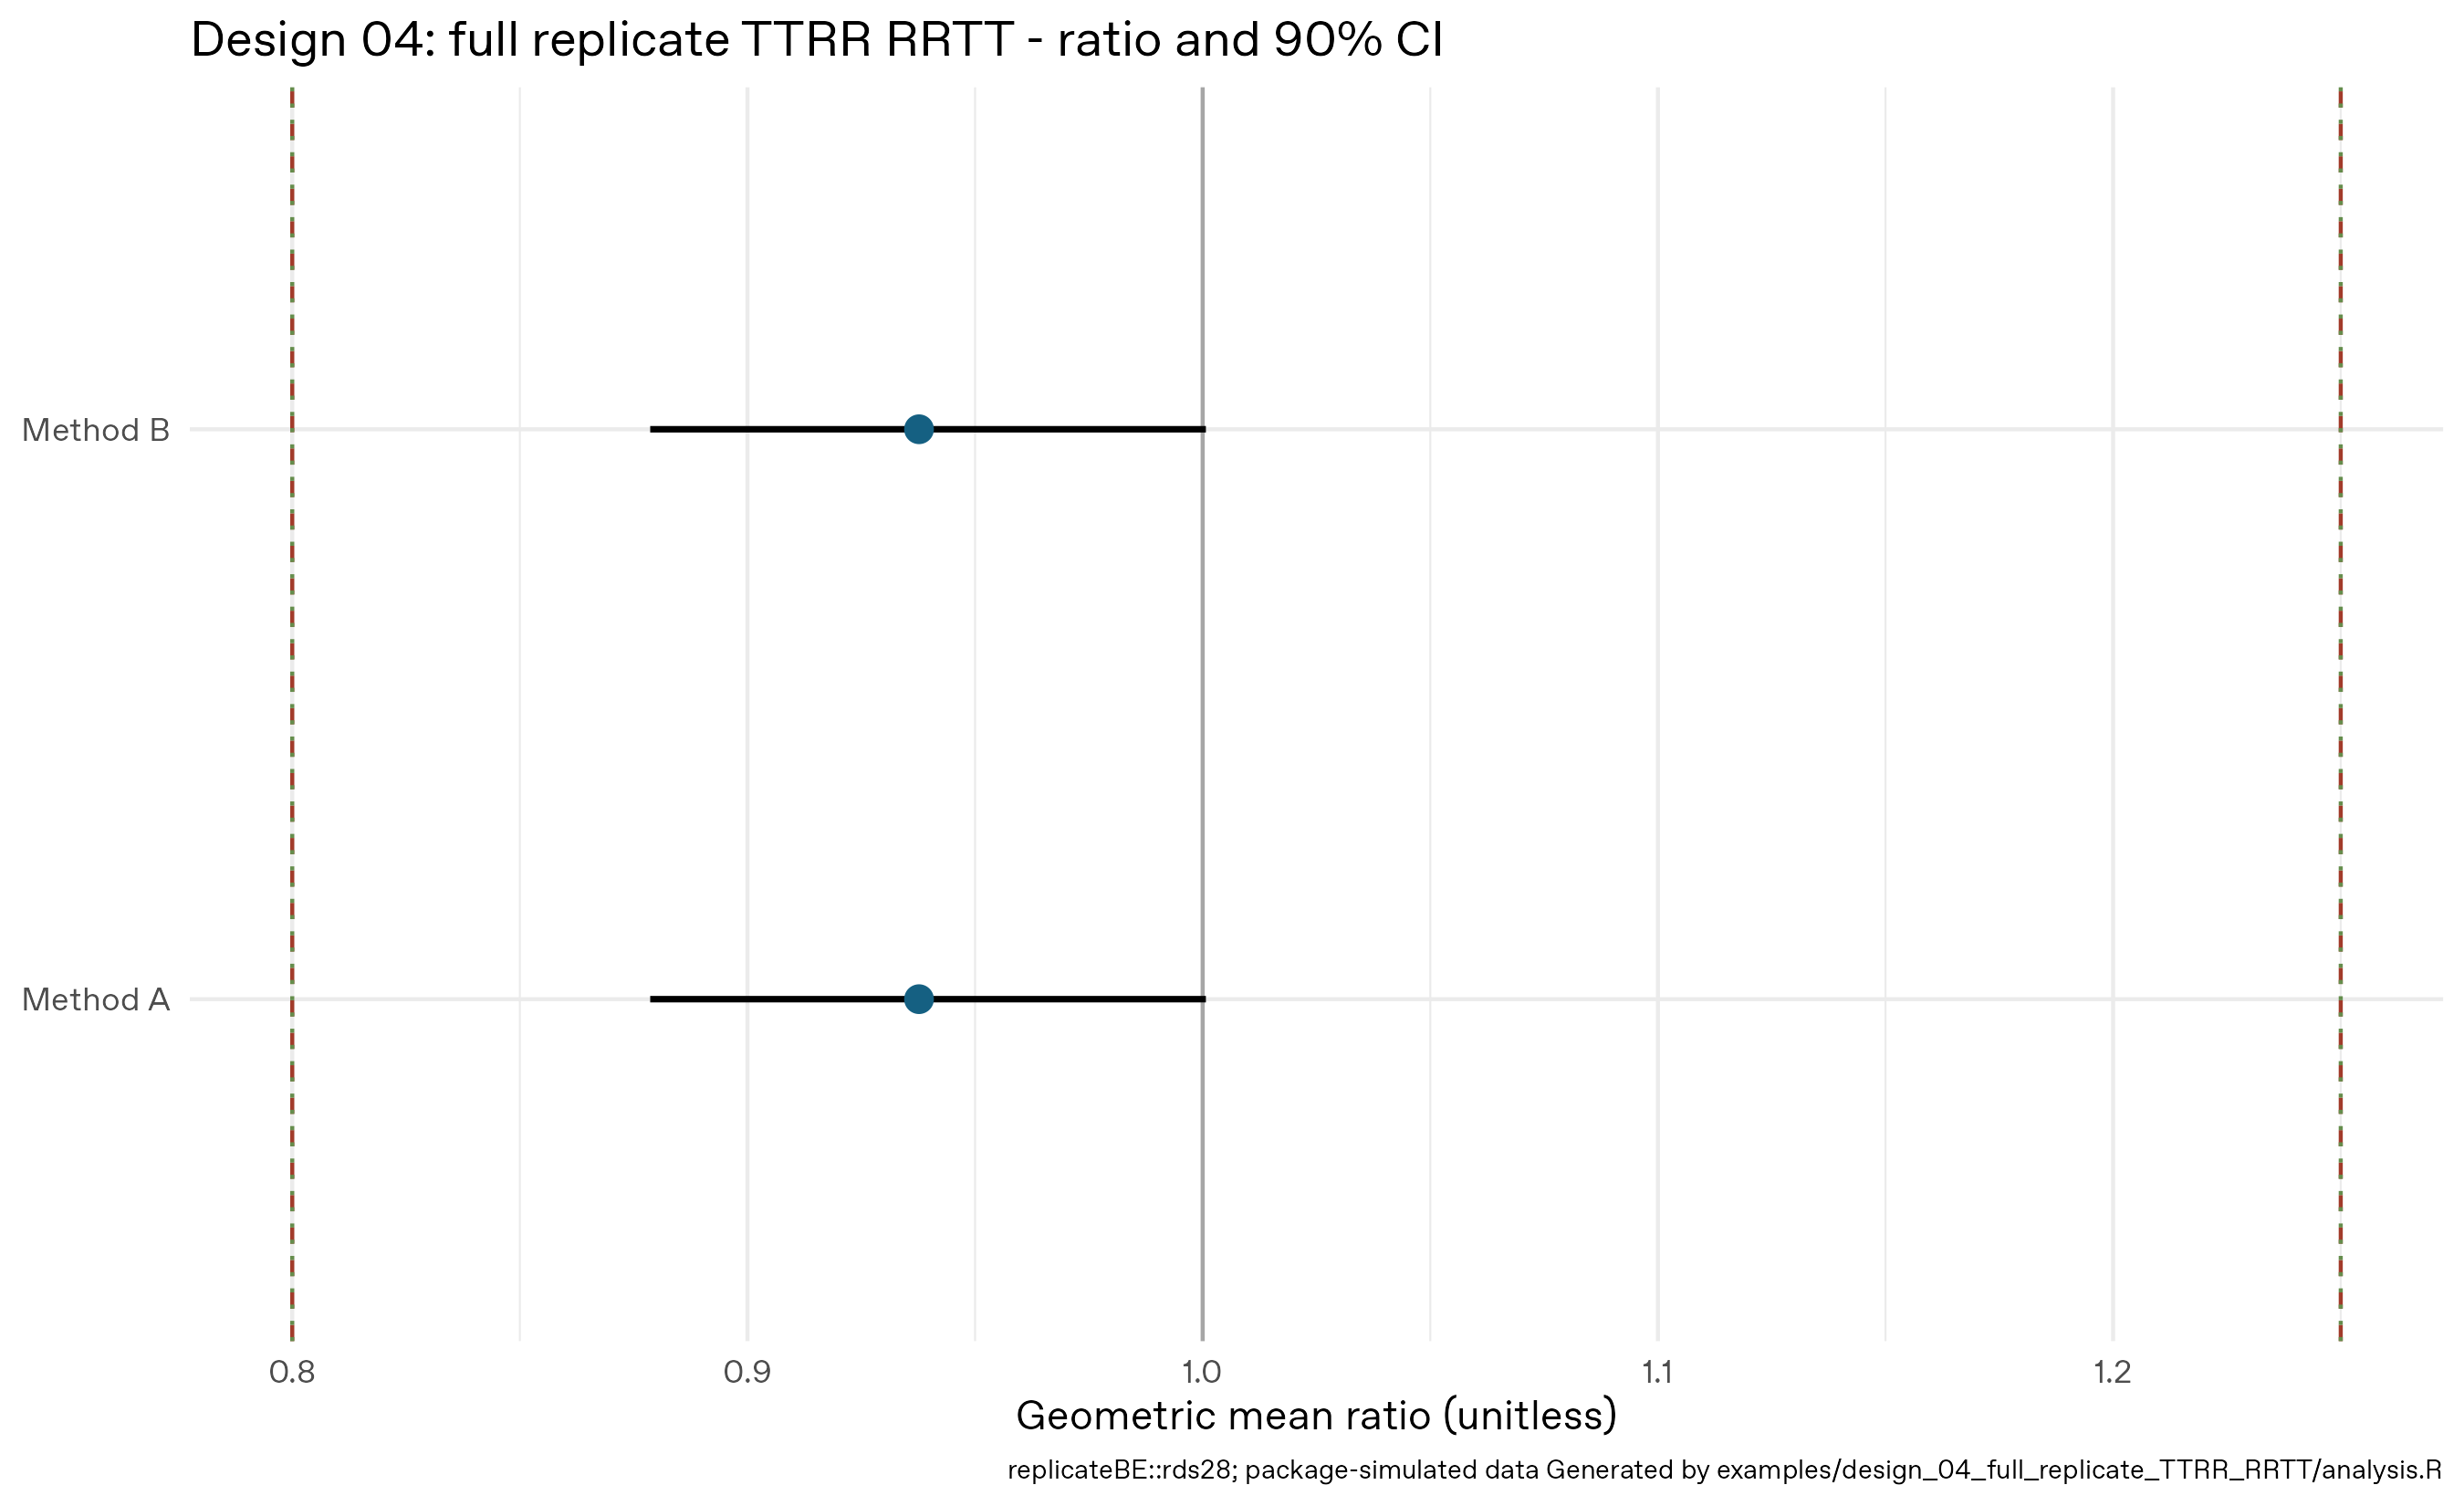 Design 04: full replicate TTRR RRTT - ratio and 90% CI
Method B
Method A
0.8
0.9
1.0
1.1
1.2
Geometric mean ratio (unitless)
replicateBE::rds28; package-simulated data Generated by examples/design_04_full_replicate_TTRR_RRTT/analysis.R